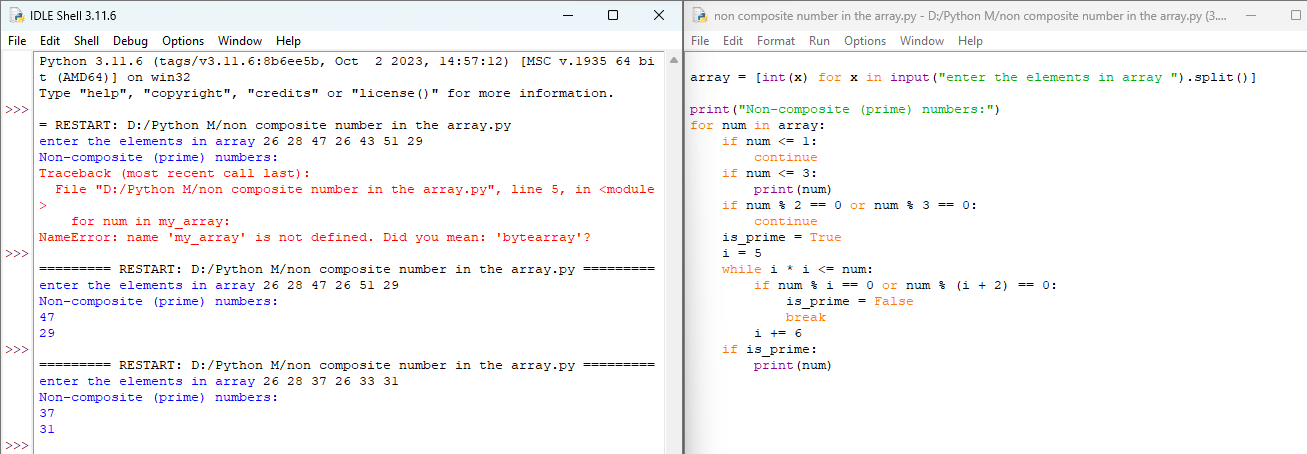 IDLE Shell 3.11.6
File Edit Shell Debug Options Window Help
Python 3.11.6 (tags/v3.11.6:8b6ee5b, Oct  2 2023, 14:57:12) [MSC v.1935 64 bi
t (AMD64)] on win32
Type "help", "copyright", "credits" or "license()" for more information.
>>>
= RESTART: D:/Python M/non composite number in the array.py
enter the elements in array 26 28 47 26 43 51 29
Non-composite (prime) numbers:
Traceback (most recent call last):
  File "D:/Python M/non composite number in the array.py", line 5, in <module
>
    for num in my_array:
NameError: name 'my_array' is not defined. Did you mean: 'bytearray'?
>>>
========= RESTART: D:/Python M/non composite number in the array.py =========
enter the elements in array 26 28 47 26 51 29
Non-composite (prime) numbers:
47
29
>>>
========= RESTART: D:/Python M/non composite number in the array.py =========
enter the elements in array 26 28 37 26 33 31
Non-composite (prime) numbers:
37
31
>>>
non composite number in the array.py - D:/Python M/non composite number in the array.py (3....
File Edit Format Run Options Window Help
array = [int(x) for x in input("enter the elements in array ").split()]
print("Non-composite (prime) numbers:")
for num in array:
    if num <= 1:
        continue
    if num <= 3:
        print(num)
    if num % 2 == 0 or num % 3 == 0:
        continue
    is_prime = True
    i = 5
    while i * i <= num:
        if num % i == 0 or num % (i + 2) == 0:
            is_prime = False
            break
        i += 6
    if is_prime:
        print(num)